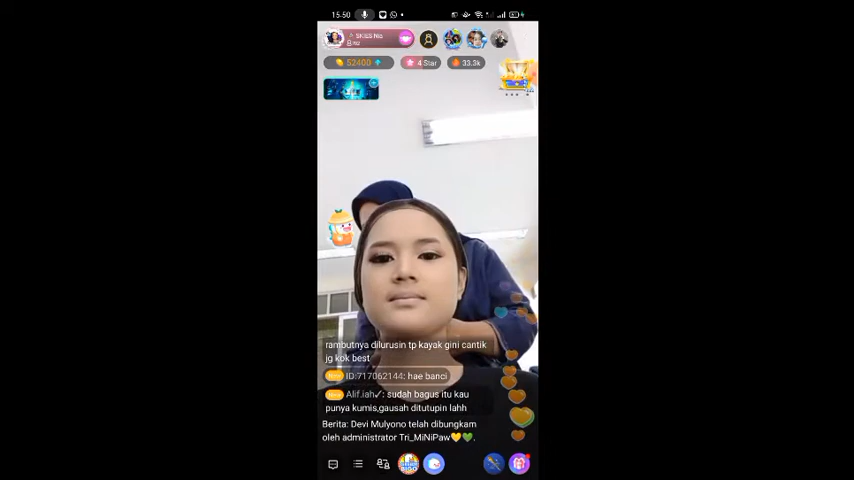 15.50
SKIES Na
52400
4 Star
33.3k
rambutnya dilurusin tp kayak gini cantik
jg kok best
ID:717062144: hae banci
Alif.iah✓: sudah bagus itu kau
punya kumis,gausah ditutupin lahh
Berita: Devi Mulyono telah dibungkam
oleh administrator Tri_MiNiPaw💛💚.